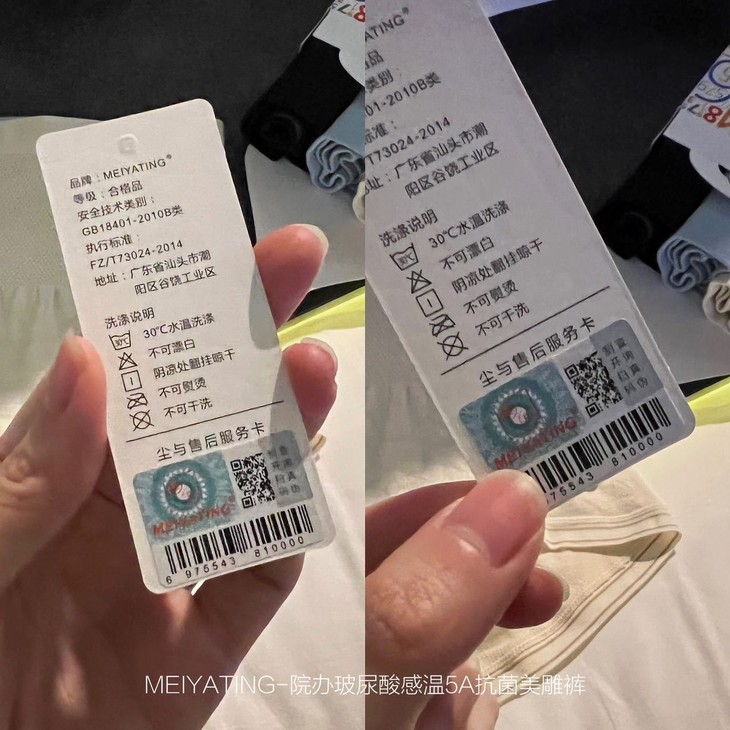 品牌：MEIYATING®
等级：合格品
安全技术类别：
GB18401-2010B类
执行标准：
FZ/T73024-2014
地址：广东省汕头市潮
阳区谷饶工业区
洗涤说明
30℃水温洗涤
不可漂白
阴凉处翻挂晾干
不可熨烫
不可干洗
尘与售后服务卡
MEIYATING®
6 975543 810000
ATING®
品
类别：
401-2010B类
标准：
T73024-2014
址：广东省汕头市潮
阳区谷饶工业区
洗涤说明
30℃水温洗涤
不可漂白
阴凉处翻挂晾干
不可熨烫
不可干洗
尘与售后服务卡
MEIYATING®
975543 810000
MEIYATING-院办玻尿酸感温5A抗菌美雕裤